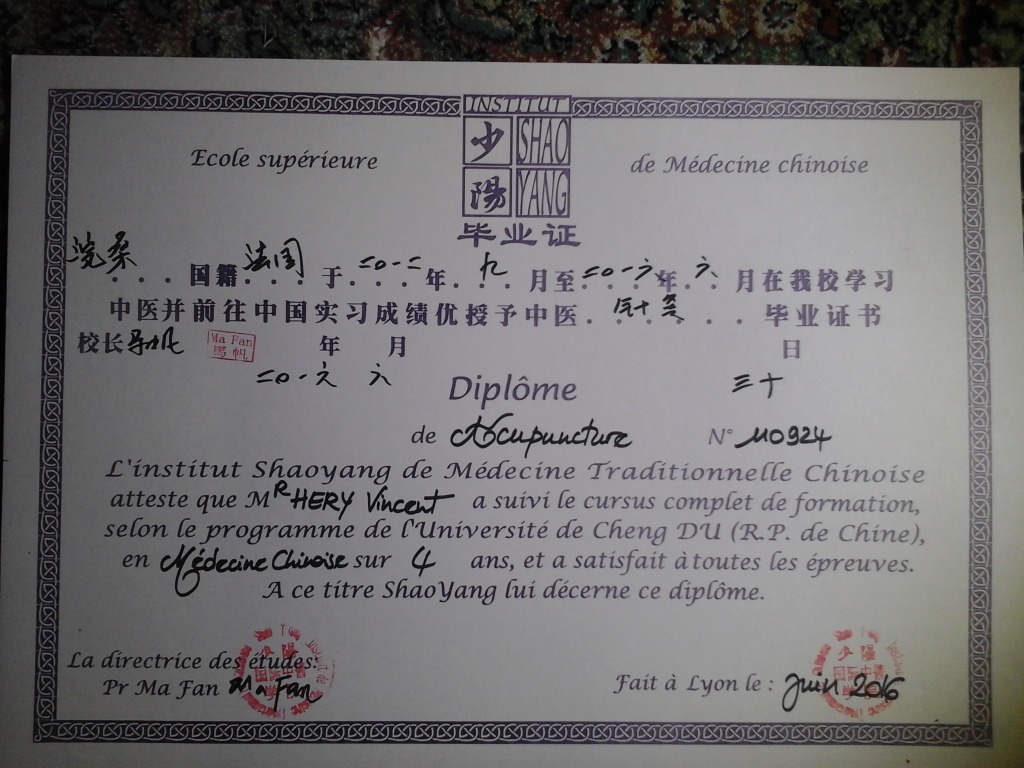 INSTITUT
少 SHAO
陽 YANG
Ecole supérieure de Médecine chinoise
毕业证
浣桑...国籍 法国 于 二〇一二 年 九 月至 二〇一六 年 六 月在我校学习
中医并前往中国实习成绩优授予中医 毕业证书
校长 马帆 Ma Fan 馬帆 年 月 日
二〇一六 六 三十
Diplôme
de Acupuncture N° 110924
L'institut Shaoyang de Médecine Traditionnelle Chinoise
atteste que MR HERY Vincent a suivi le cursus complet de formation,
selon le programme de l'Université de Cheng DU (R.P. de Chine),
en Médecine Chinoise sur 4 ans, et a satisfait à toutes les épreuves.
A ce titre ShaoYang lui décerne ce diplôme.
La directrice des études:
Pr Ma Fan Ma Fan
Fait à Lyon le : Juin 2016
少陽